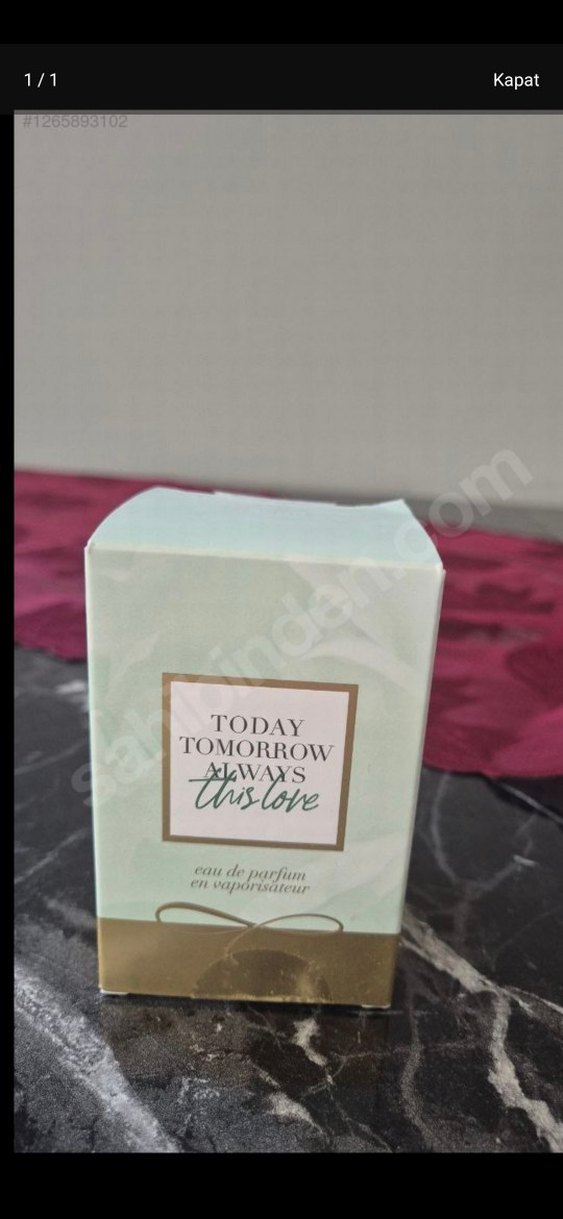 1 / 1
Kapat
#1265893102
sahibinden.com
TODAY
TOMORROW
ALWAYS
this love
eau de parfum
en vaporisateur